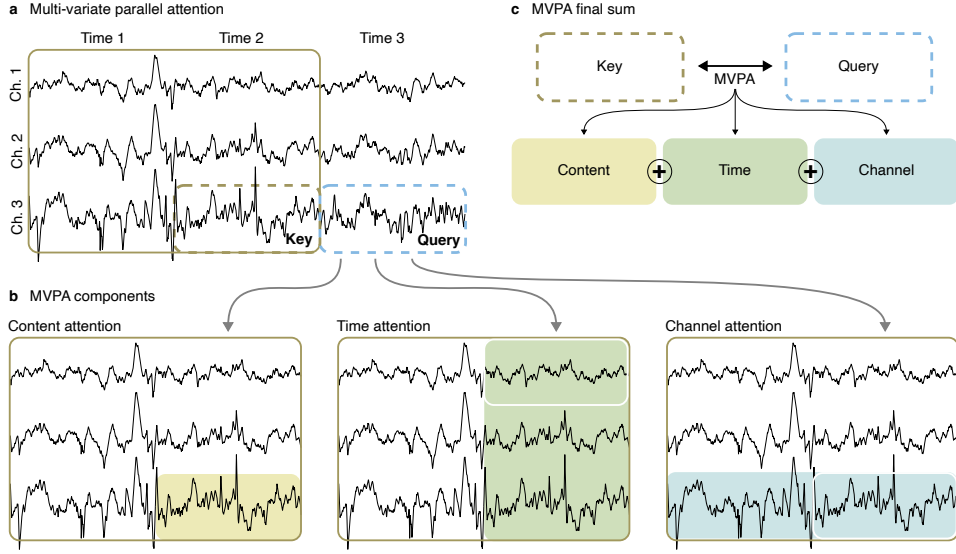 a Multi-variate parallel attention
Time 1 Time 2 Time 3
Ch. 1
Ch. 2
Ch. 3
Key
Query
c MVPA final sum
Key
MVPA
Query
Content + Time + Channel
b MVPA components
Content attention
Time attention
Channel attention